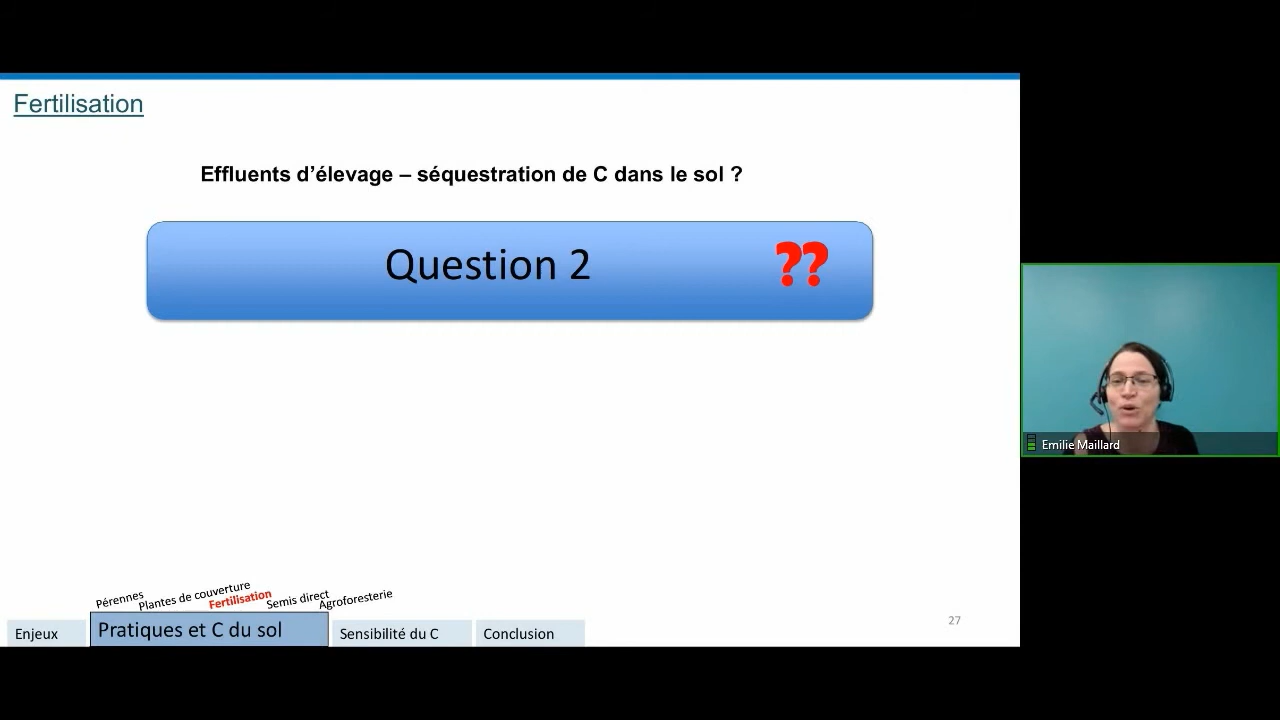 Fertilisation
Effluents d’élevage – séquestration de C dans le sol ?
Question 2 ??
Emilie Maillard
Pérennes
Plantes de couverture
Fertilisation
Semis direct
Agroforesterie
Enjeux
Pratiques et C du sol
Sensibilité du C
Conclusion
27